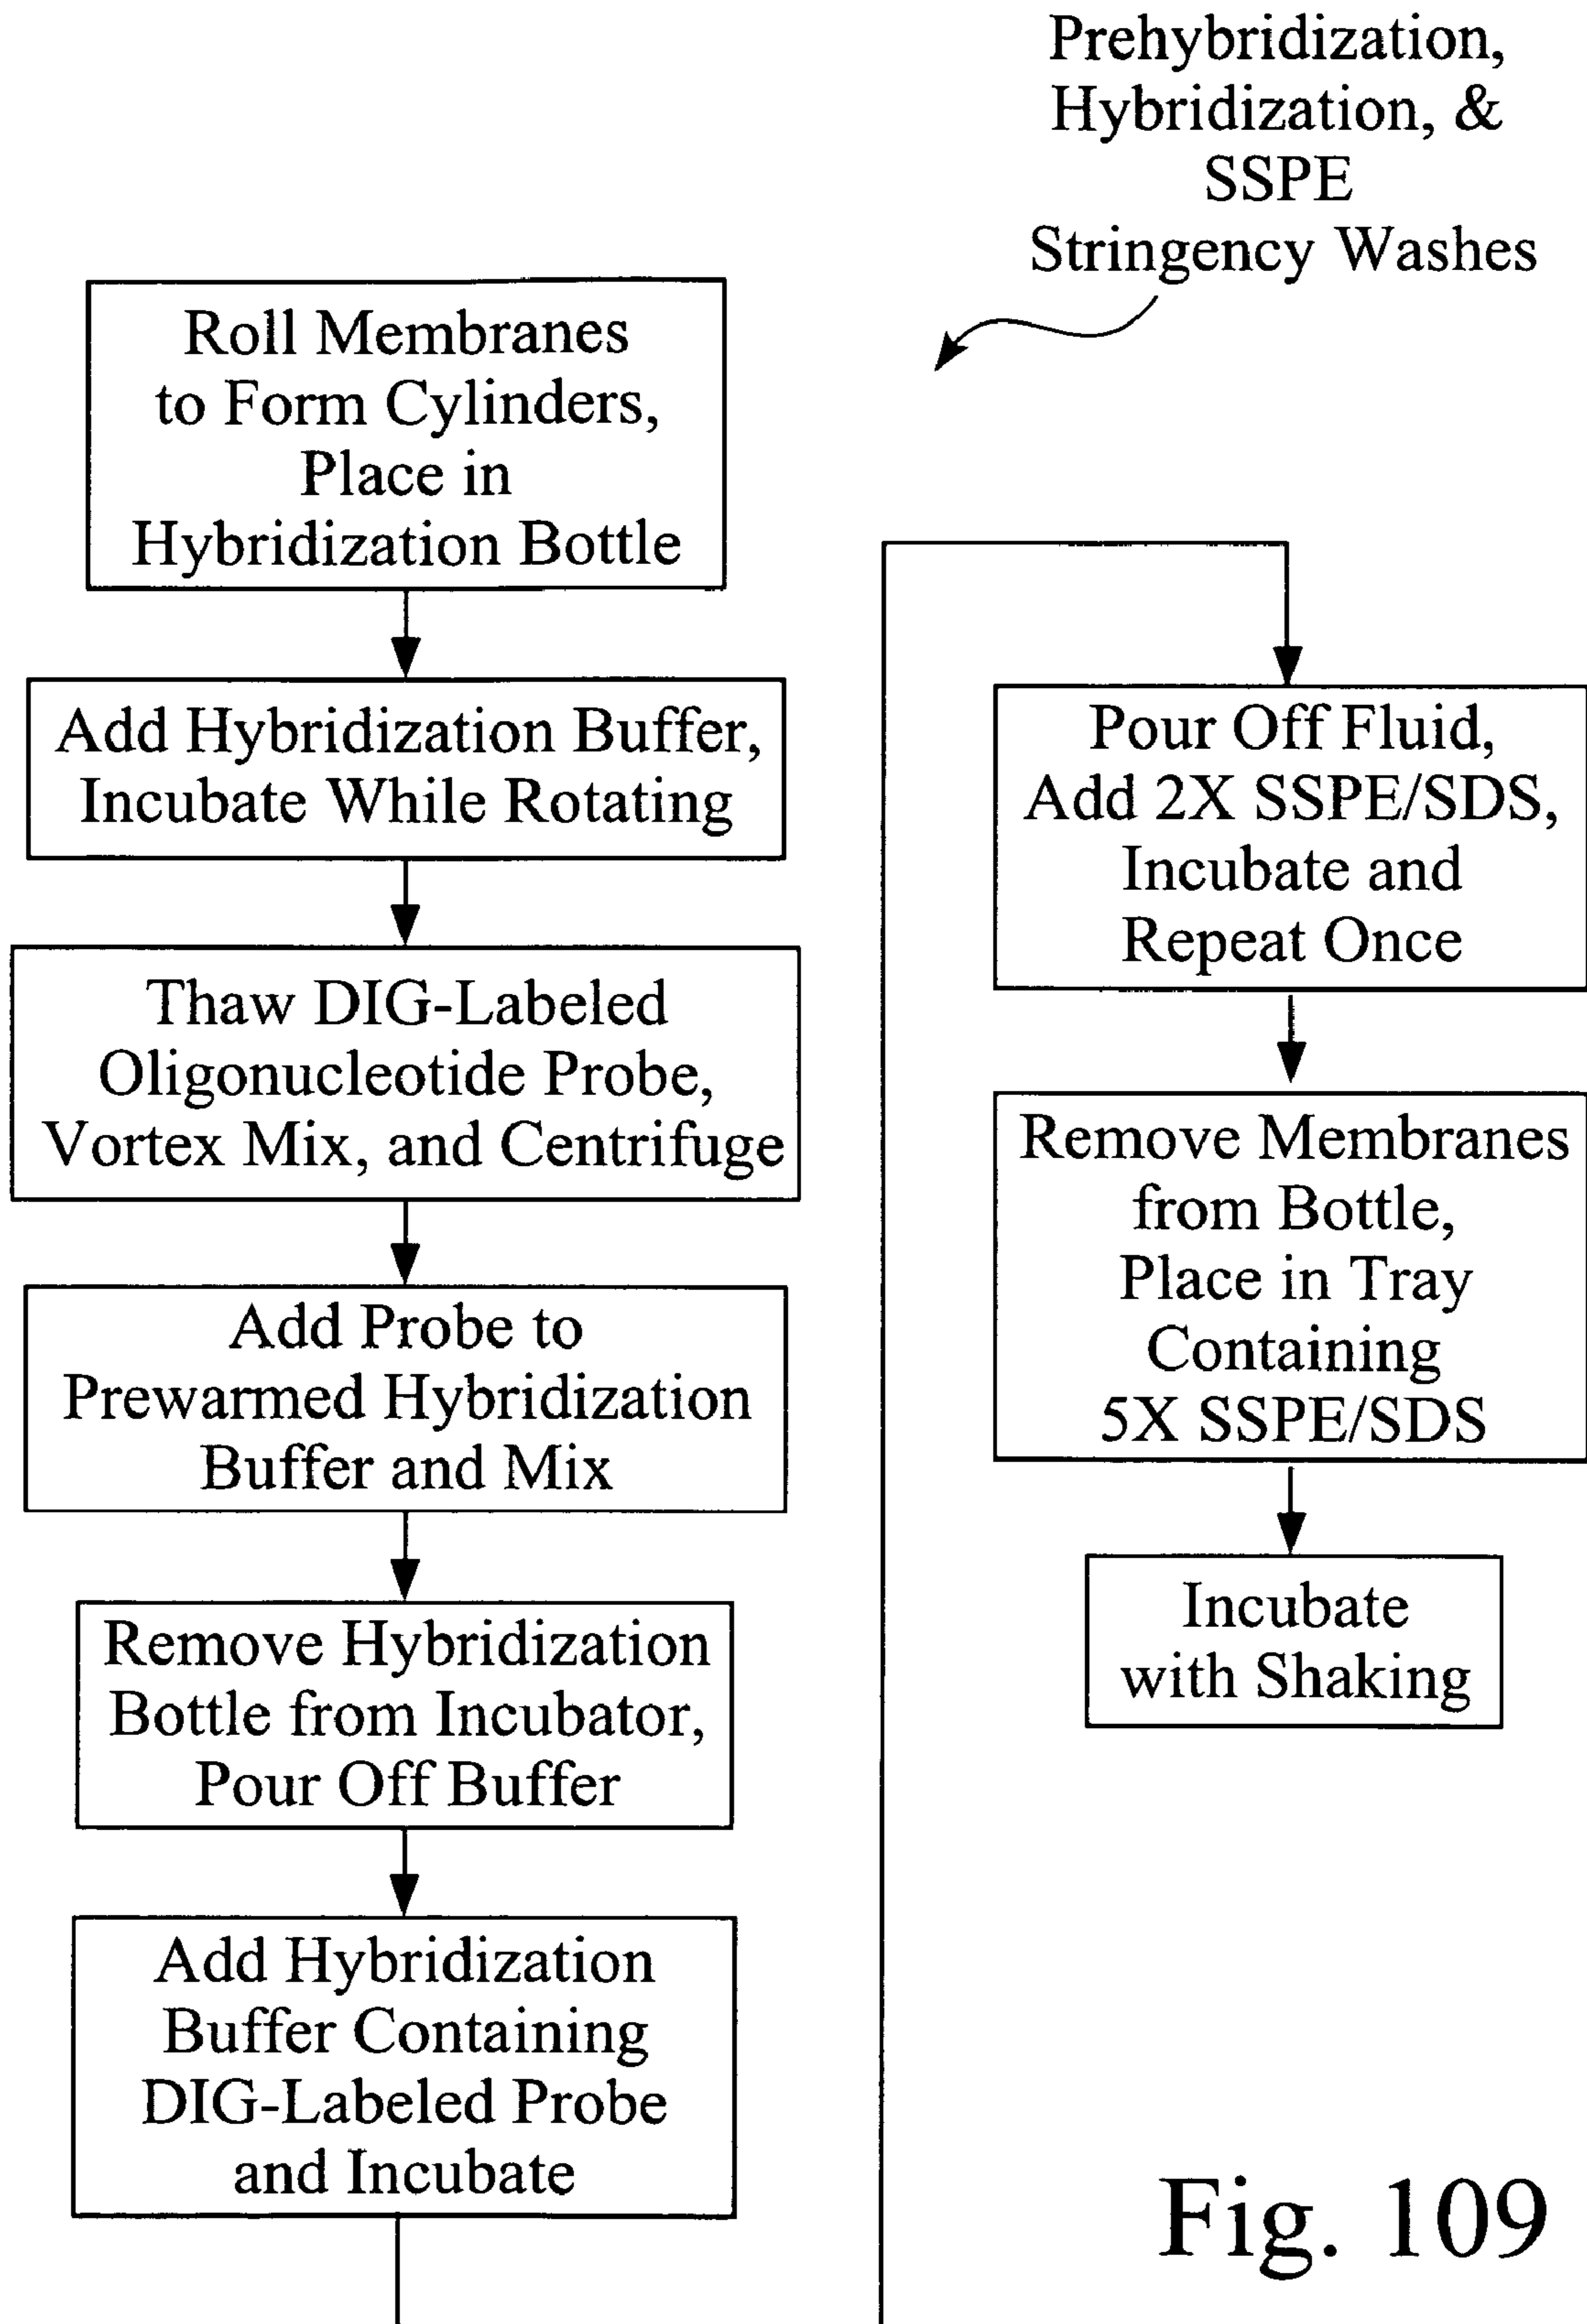 Prehybridization,
Hybridization, &
SSPE
Stringency Washes
Roll Membranes
to Form Cylinders,
Place in
Hybridization Bottle
Add Hybridization Buffer,
Incubate While Rotating
Thaw DIG-Labeled
Oligonucleotide Probe,
Vortex Mix, and Centrifuge
Add Probe to
Prewarmed Hybridization
Buffer and Mix
Remove Hybridization
Bottle from Incubator,
Pour Off Buffer
Add Hybridization
Buffer Containing
DIG-Labeled Probe
and Incubate
Pour Off Fluid,
Add 2X SSPE/SDS,
Incubate and
Repeat Once
Remove Membranes
from Bottle,
Place in Tray
Containing
5X SSPE/SDS
Incubate
with Shaking
Fig. 109